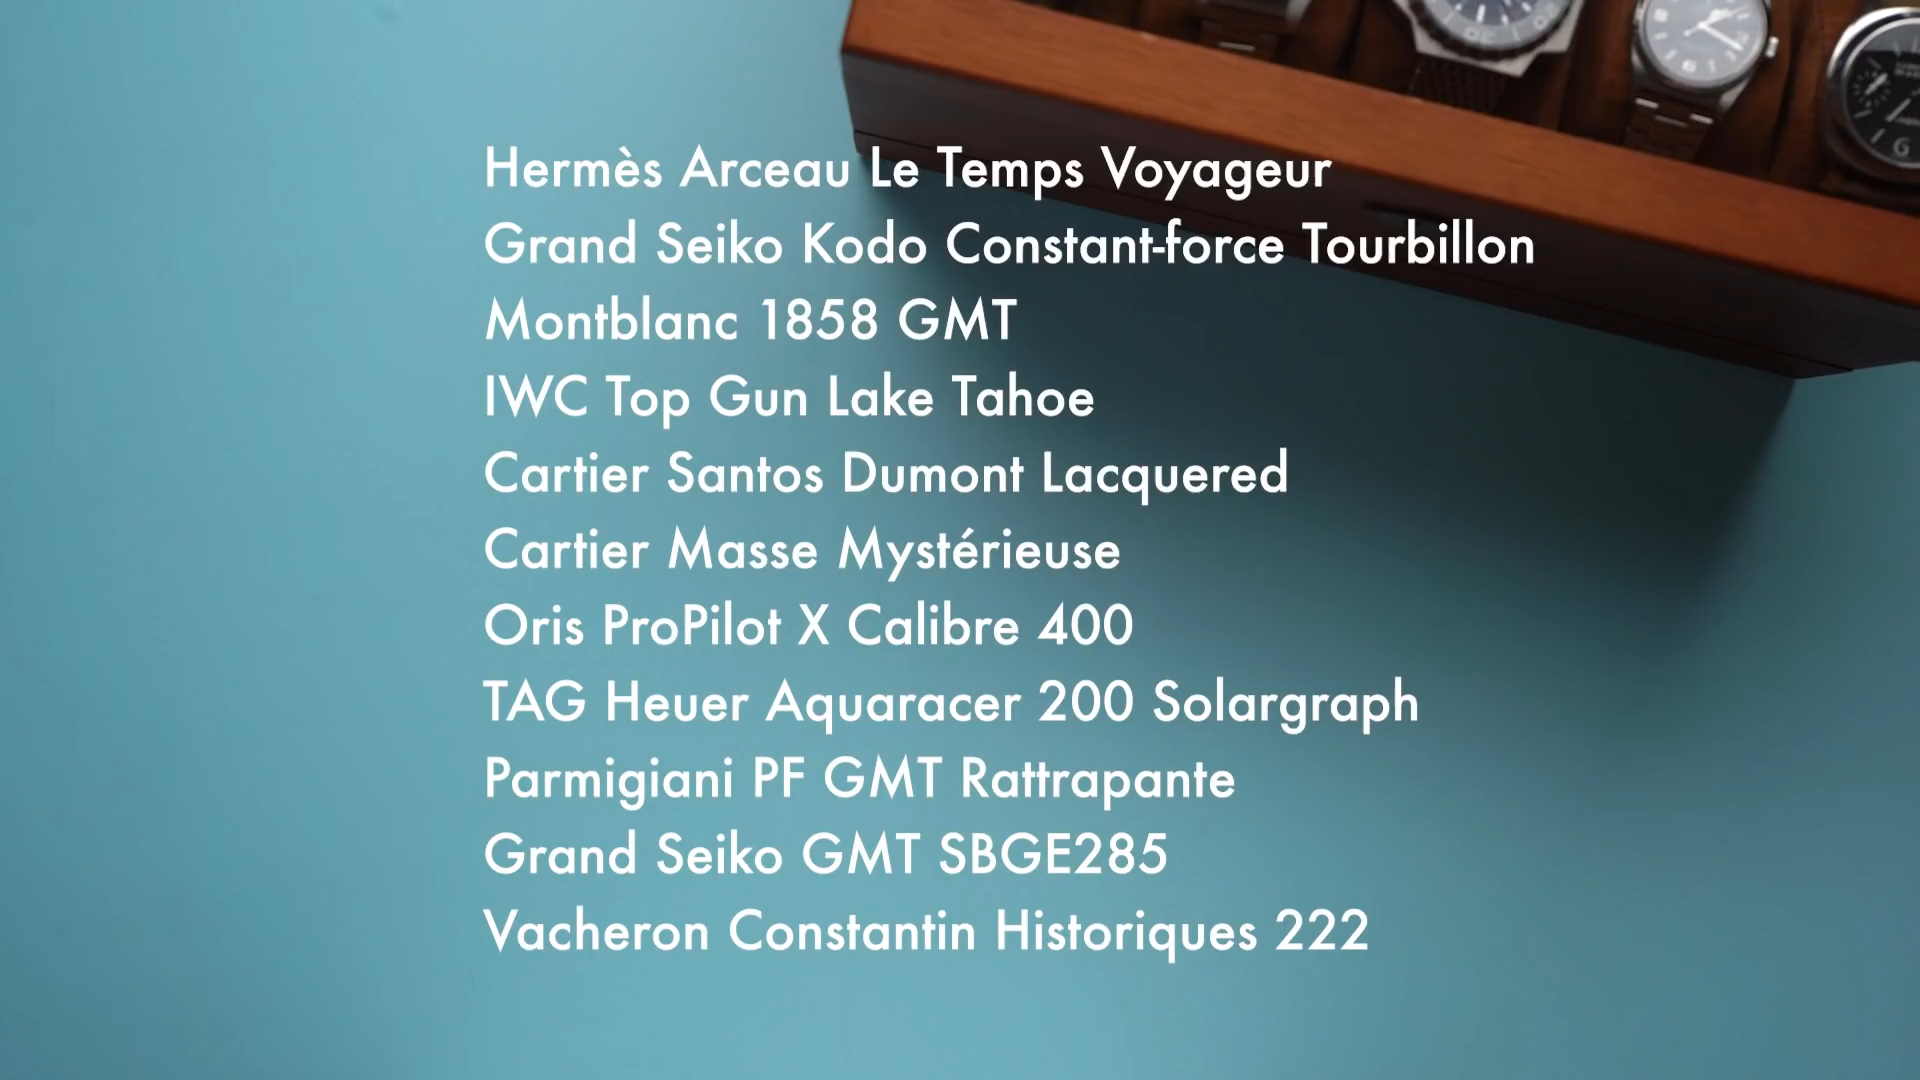 Hermès Arceau Le Temps Voyageur
Grand Seiko Kodo Constant-force Tourbillon
Montblanc 1858 GMT
IWC Top Gun Lake Tahoe
Cartier Santos Dumont Lacquered
Cartier Masse Mystérieuse
Oris ProPilot X Calibre 400
TAG Heuer Aquaracer 200 Solargraph
Parmigiani PF GMT Rattrapante
Grand Seiko GMT SBGE285
Vacheron Constantin Historiques 222